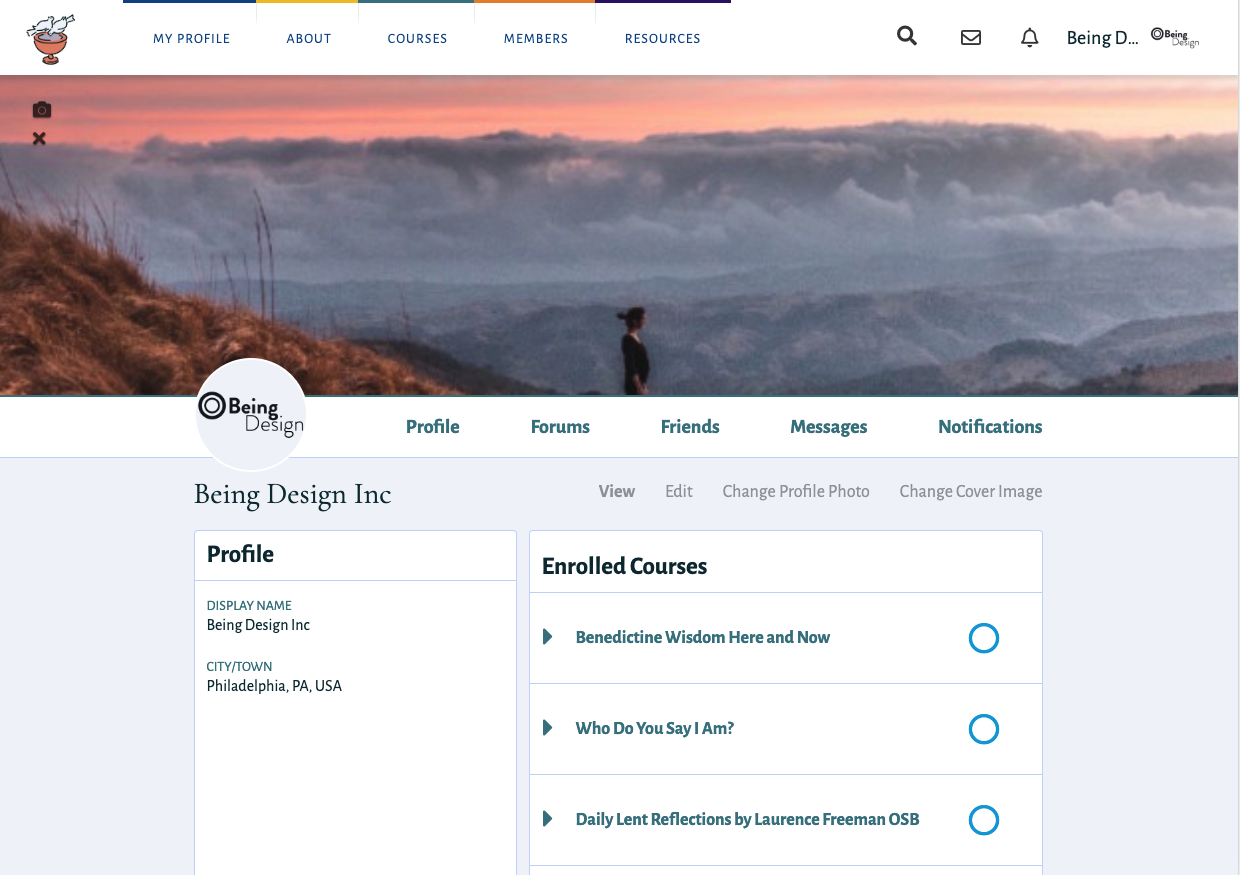 MY PROFILE
ABOUT
COURSES
MEMBERS
RESOURCES
Being D...
Being
Design
Being
Design
Profile
Forums
Friends
Messages
Notifications
Being Design Inc
View
Edit
Change Profile Photo
Change Cover Image
Profile
DISPLAY NAME
Being Design Inc
CITY/TOWN
Philadelphia, PA, USA
Enrolled Courses
Benedictine Wisdom Here and Now
Who Do You Say I Am?
Daily Lent Reflections by Laurence Freeman OSB